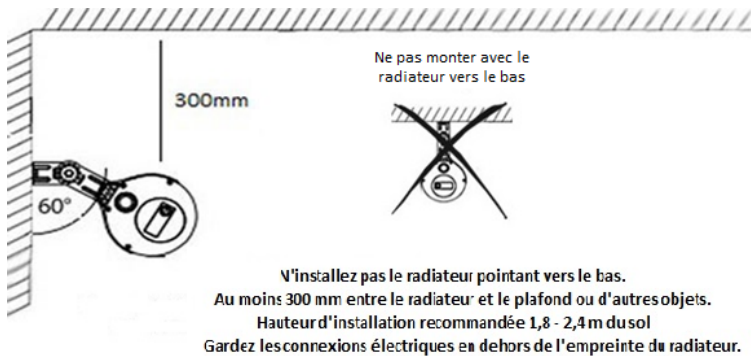 Ne pas monter avec le
radiateur vers le bas
300mm
60°
N'installez pas le radiateur pointant vers le bas.
Au moins 300 mm entre le radiateur et le plafond ou d'autres objets.
Hauteur d'installation recommandée 1,8 - 2,4 m du sol
Gardez les connexions électriques en dehors de l'empreinte du radiateur.